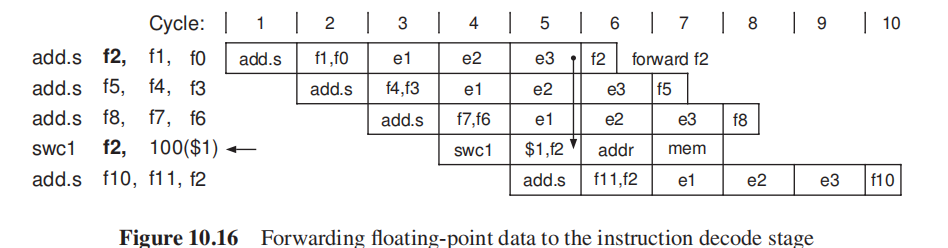 Cycle: 1 2 3 4 5 6 7 8 9 10
add.s f2, f1, f0 add.s f1,f0 e1 e2 e3 f2 forward f2
add.s f5, f4, f3 add.s f4,f3 e1 e2 e3 f5
add.s f8, f7, f6 add.s f7,f6 e1 e2 e3 f8
swc1 f2, 100($1) swc1 $1,f2 addr mem
add.s f10, f11, f2 add.s f11,f2 e1 e2 e3 f10
Figure 10.16 Forwarding floating-point data to the instruction decode stage